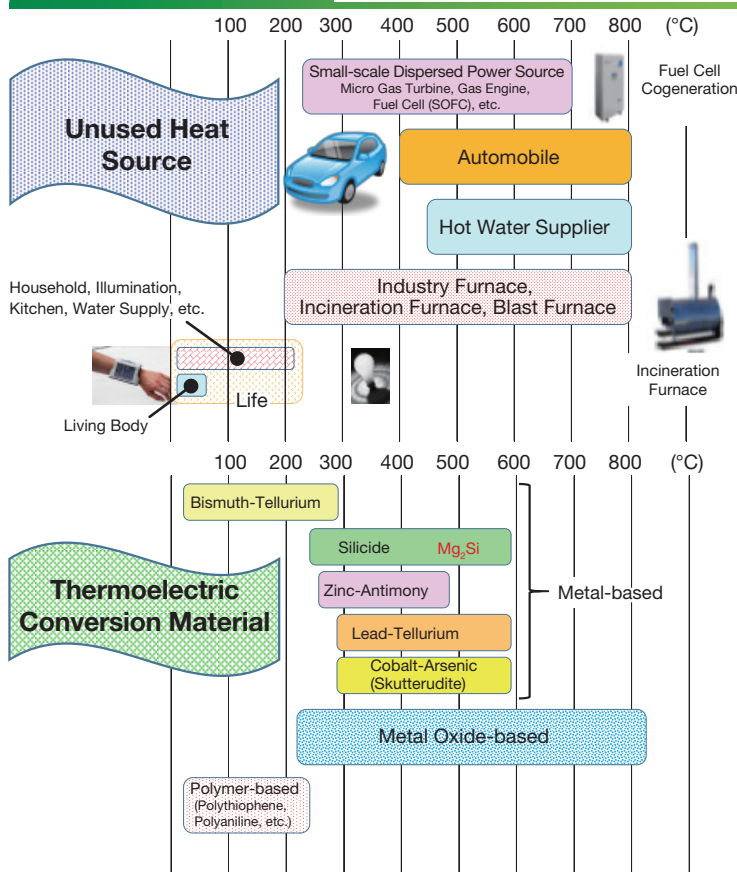 100 200 300 400 500 600 700 800 (°C)
Small-scale Dispersed Power Source
Micro Gas Turbine, Gas Engine,
Fuel Cell (SOFC), etc.
Fuel Cell
Cogeneration
Unused Heat
Source
Automobile
Hot Water Supplier
Household, Illumination,
Kitchen, Water Supply, etc.
Industry Furnace,
Incineration Furnace, Blast Furnace
Incineration
Furnace
Life
Living Body
100 200 300 400 500 600 700 800 (°C)
Bismuth-Tellurium
Silicide Mg₂Si
Thermoelectric
Conversion Material
Zinc-Antimony
Metal-based
Lead-Tellurium
Cobalt-Arsenic
(Skutterudite)
Metal Oxide-based
Polymer-based
(Polythiophene,
Polyaniline, etc.)